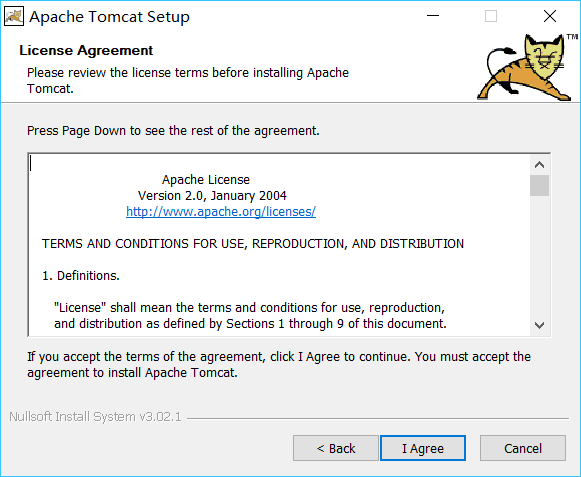 Apache Tomcat Setup
License Agreement
Please review the license terms before installing Apache
Tomcat.
TM
Press Page Down to see the rest of the agreement.
Apache License
Version 2.0, January 2004
http://www.apache.org/licenses/
TERMS AND CONDITIONS FOR USE, REPRODUCTION, AND DISTRIBUTION
1. Definitions.
"License" shall mean the terms and conditions for use, reproduction,
and distribution as defined by Sections 1 through 9 of this document.
If you accept the terms of the agreement, click I Agree to continue. You must accept the
agreement to install Apache Tomcat.
Nullsoft Install System v3.02.1
< Back I Agree Cancel